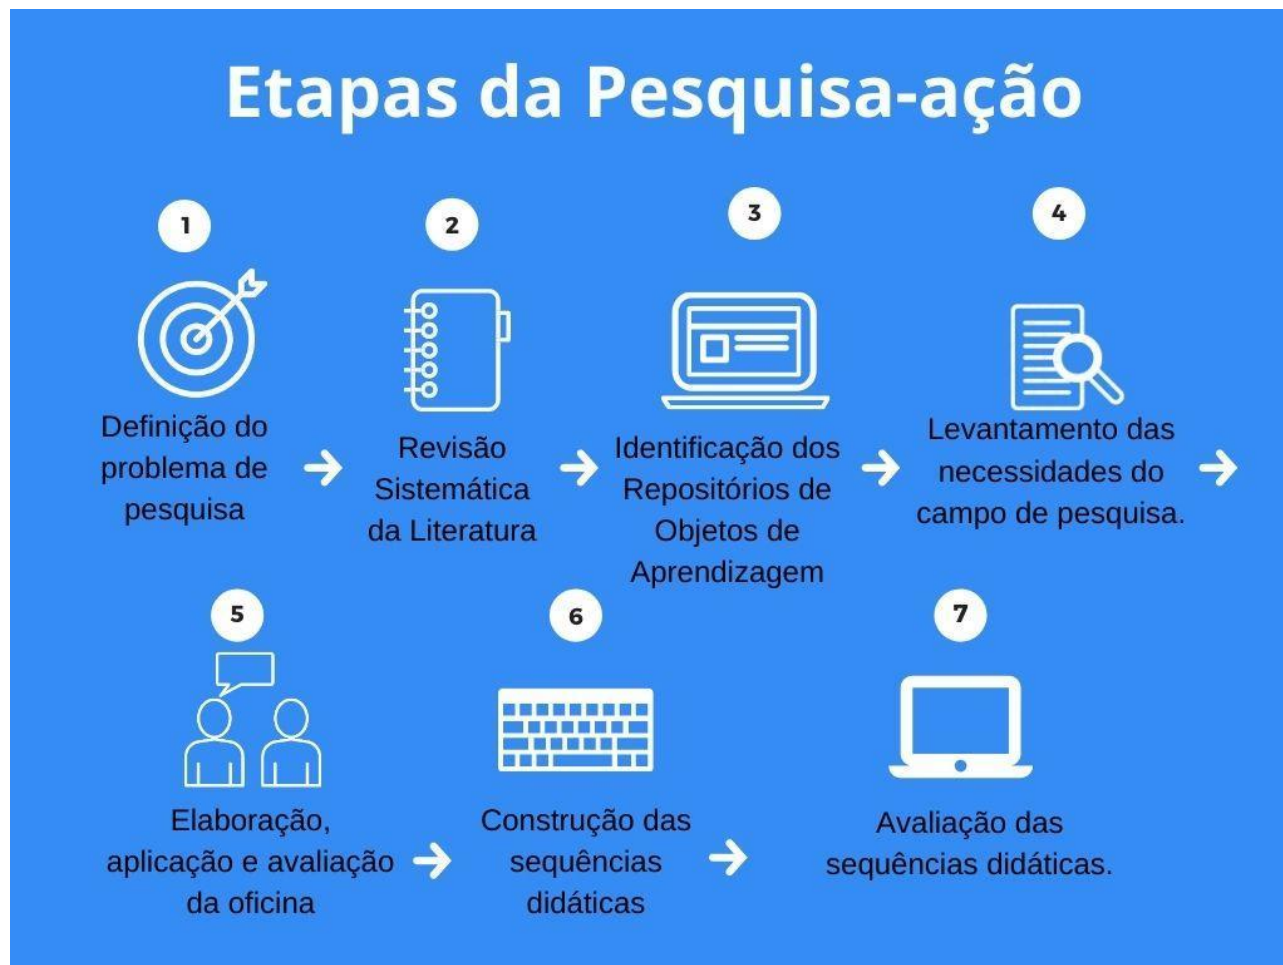 Etapas da Pesquisa-ação
1
Definição do
problema de
pesquisa
2
Revisão
Sistemática
da Literatura
3
Identificação dos
Repositórios de
Objetos de
Aprendizagem
4
Levantamento das
necessidades do
campo de pesquisa.
5
Elaboração,
aplicação e avaliação
da oficina
6
Construção das
sequências
didáticas
7
Avaliação das
sequências didáticas.